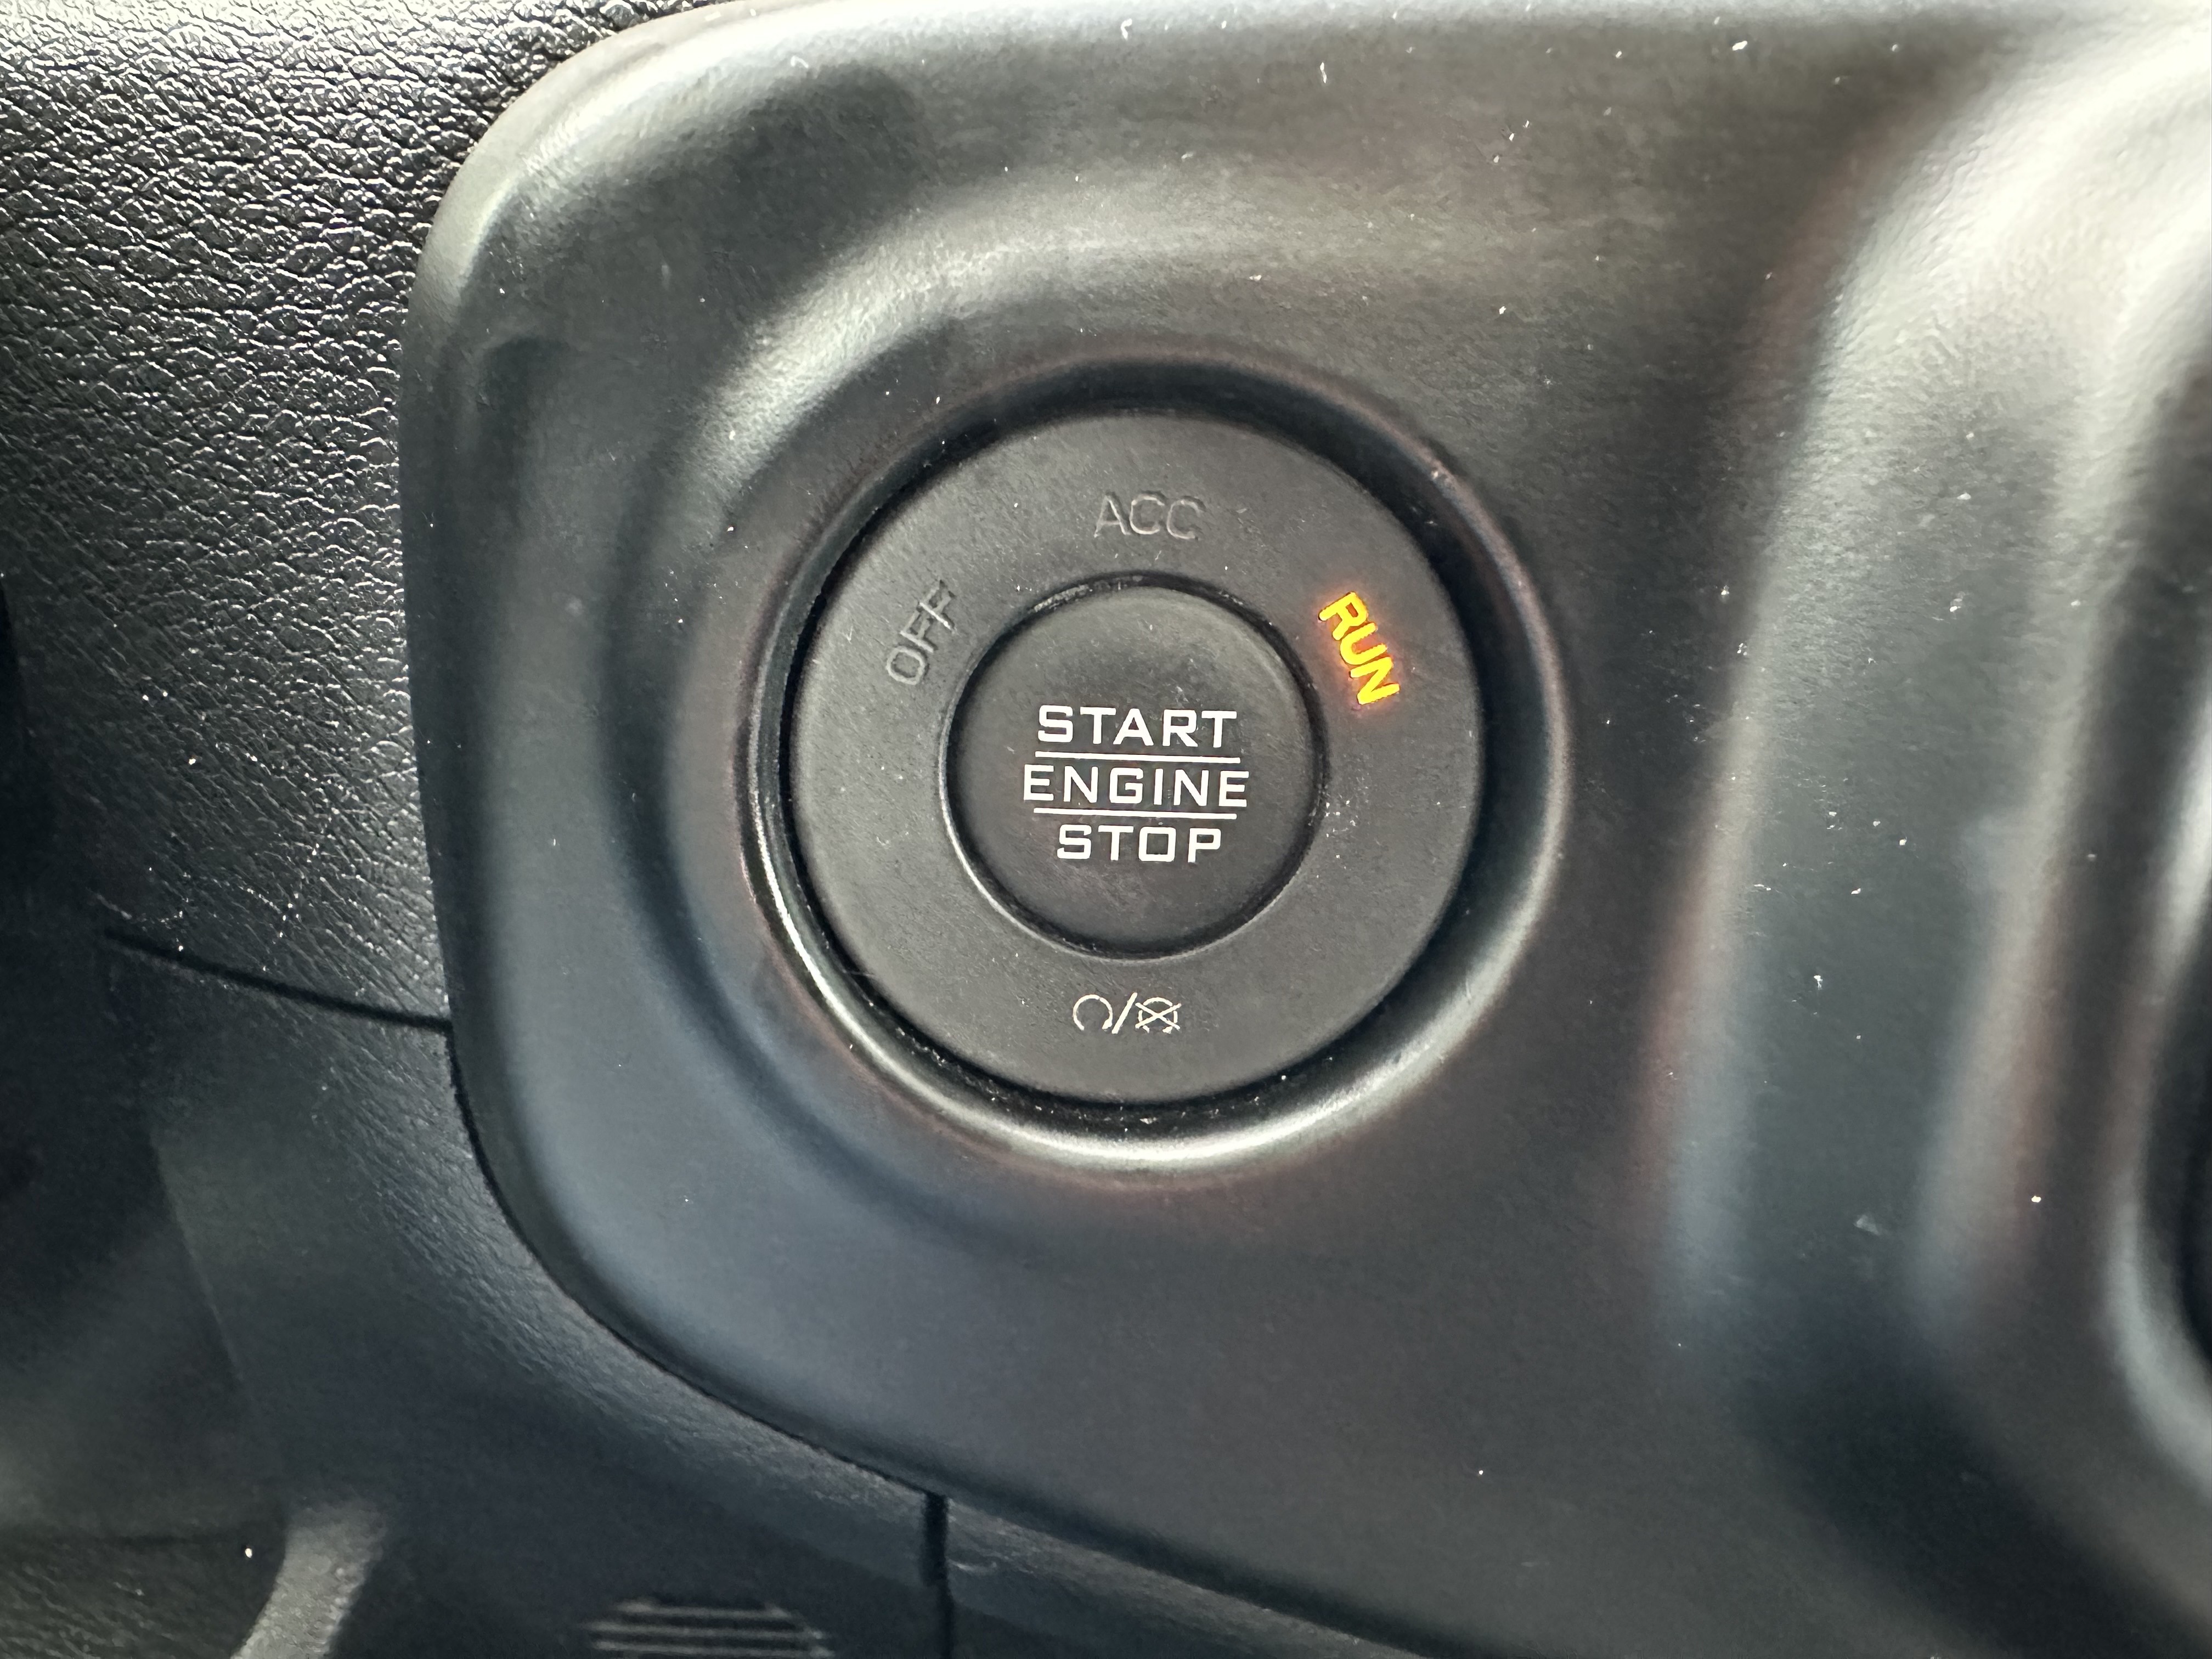 ACC
OFF
RUN
START
ENGINE
STOP